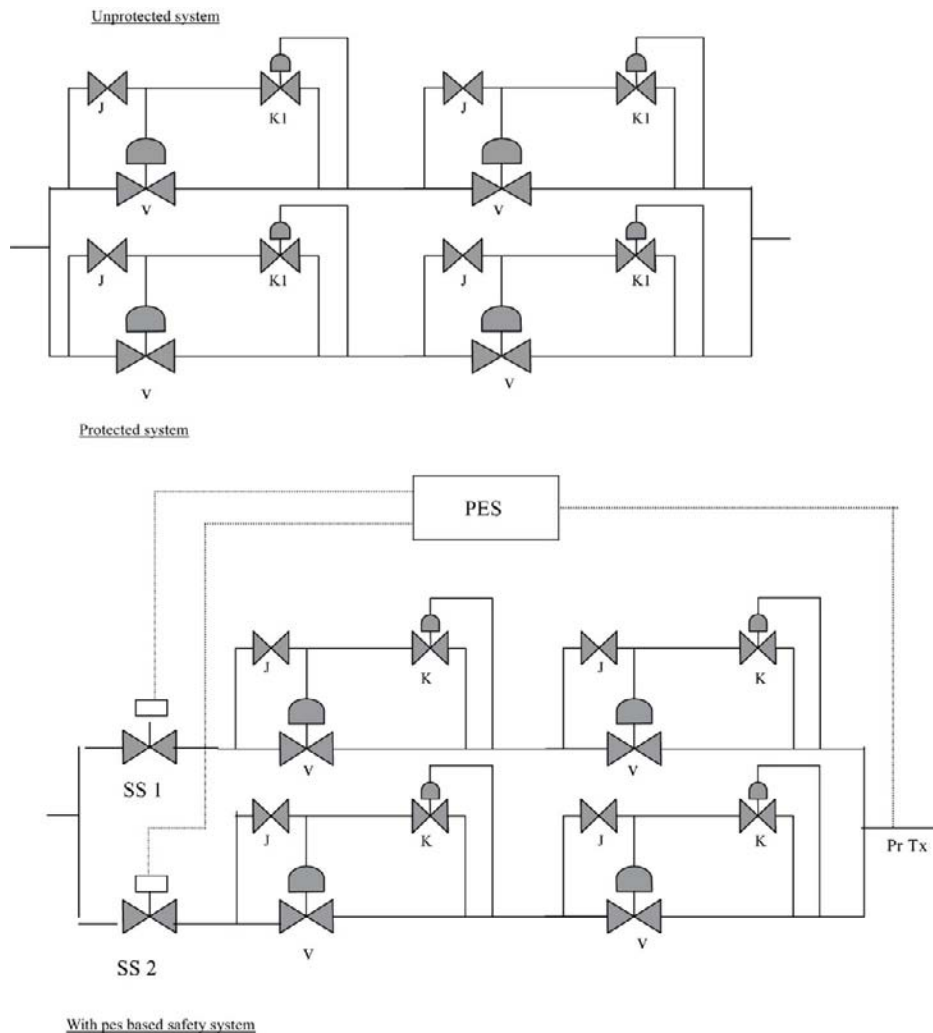 Unprotected system
J
K1
J
K1
V
V
J
K1
J
K1
V
V
Protected system
PES
J
K
J
K
V
V
SS 1
J
K
J
K
Pr Tx
V
V
SS 2
With pes based safety system